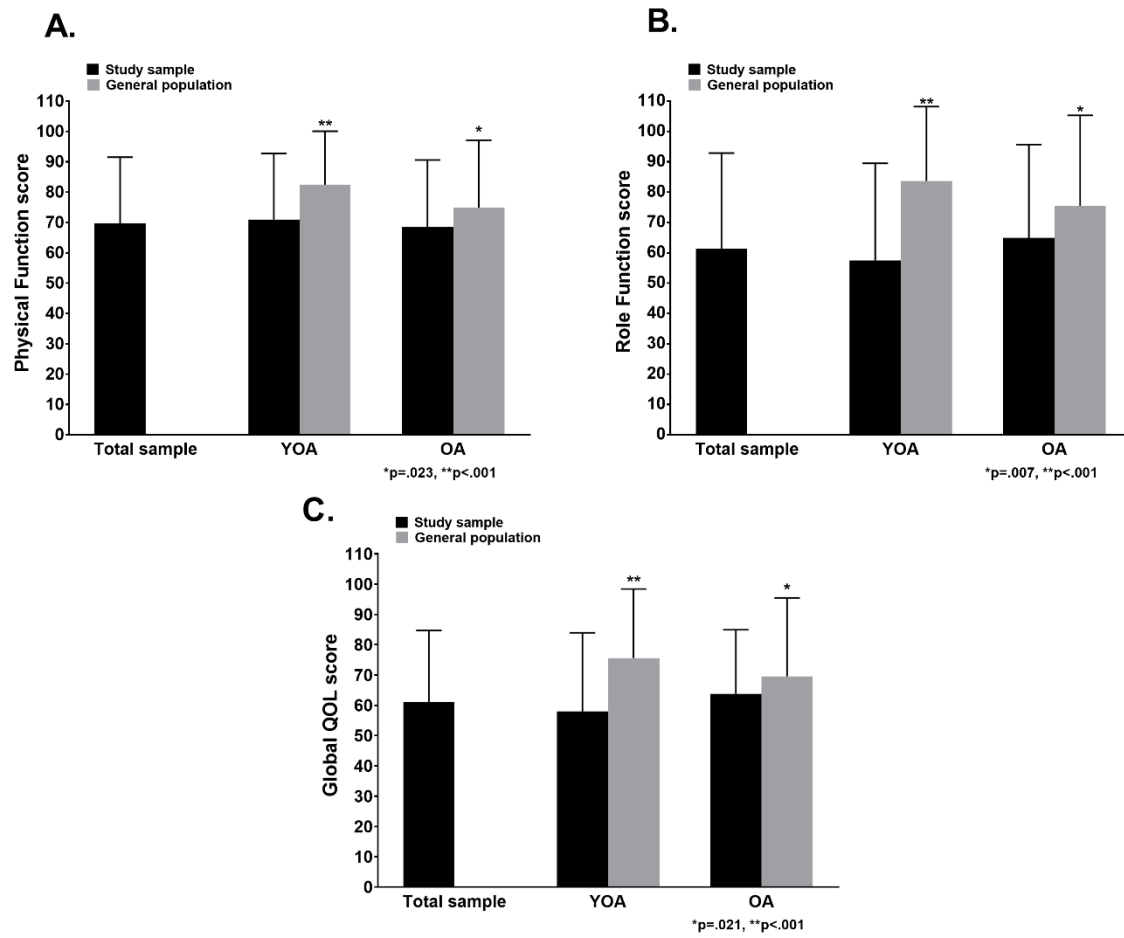 A.
Study sample
General population
110
100
90
80
70
60
50
40
30
20
10
0
Physical Function score
** *
Total sample YOA OA
*p=.023, **p<.001
B.
Study sample
General population
110
100
90
80
70
60
50
40
30
20
10
0
Role Function score
** *
Total sample YOA OA
*p=.007, **p<.001
C.
Study sample
General population
110
100
90
80
70
60
50
40
30
20
10
0
Global QOL score
** *
Total sample YOA OA
*p=.021, **p<.001